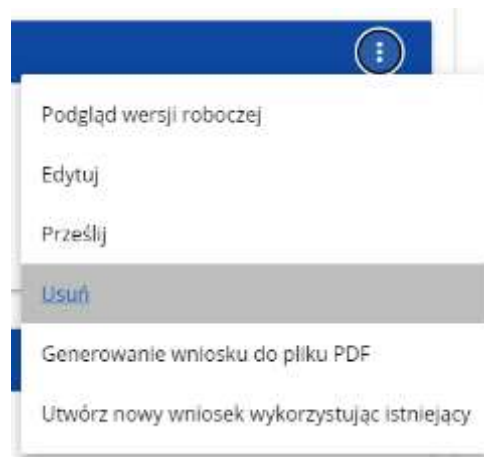 Podgląd wersji roboczej
Edytuj
Prześlij
Usuń
Generowanie wniosku do pliku PDF
Utwórz nowy wniosek wykorzystując istniejący